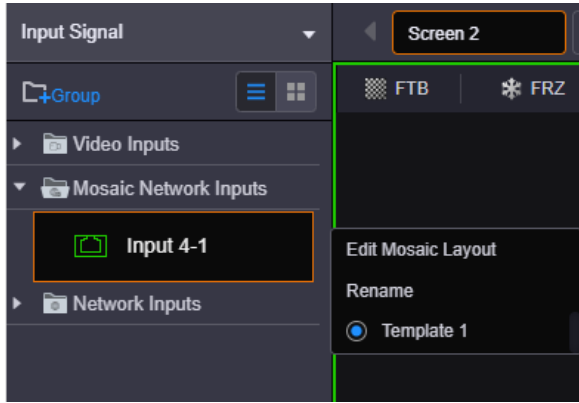 Input Signal
Screen 2
Group
FTB
FRZ
Video Inputs
Mosaic Network Inputs
Input 4-1
Edit Mosaic Layout
Rename
Network Inputs
Template 1